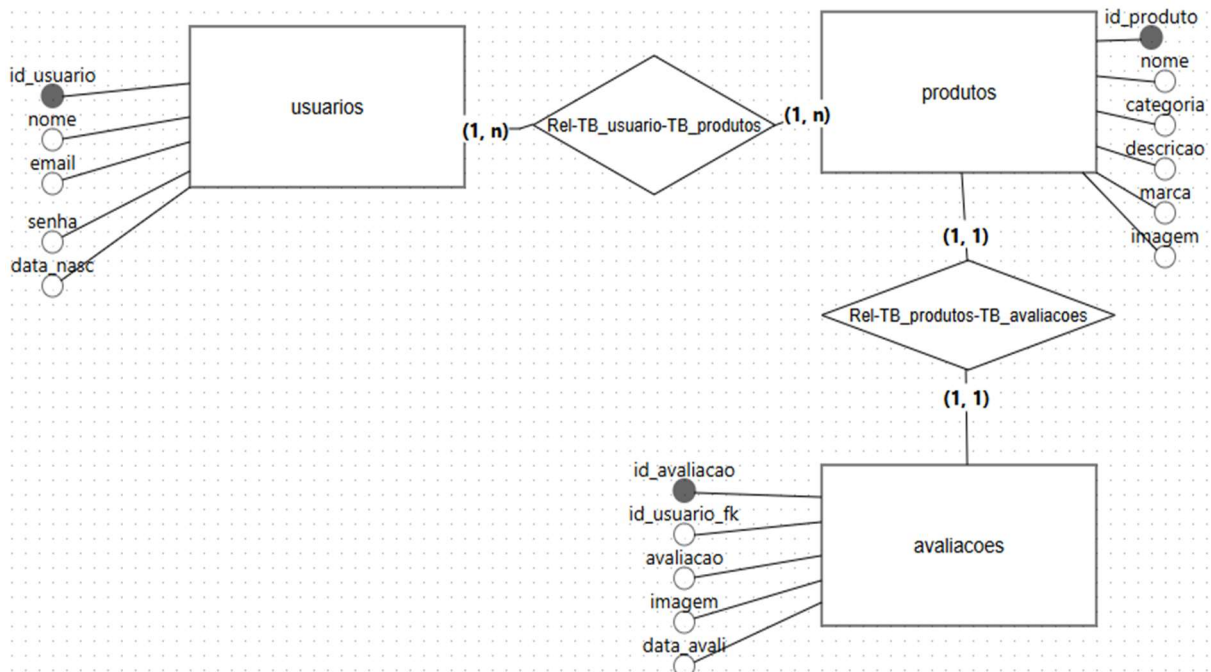 usuarios
id_usuario
nome
email
senha
data_nasc
(1, n)
Rel-TB_usuario-TB_produtos
(1, n)
produtos
id_produto
nome
categoria
descricao
marca
imagem
(1, 1)
Rel-TB_produtos-TB_avaliacoes
(1, 1)
avaliacoes
id_avaliacao
id_usuario_fk
avaliacao
imagem
data_avali